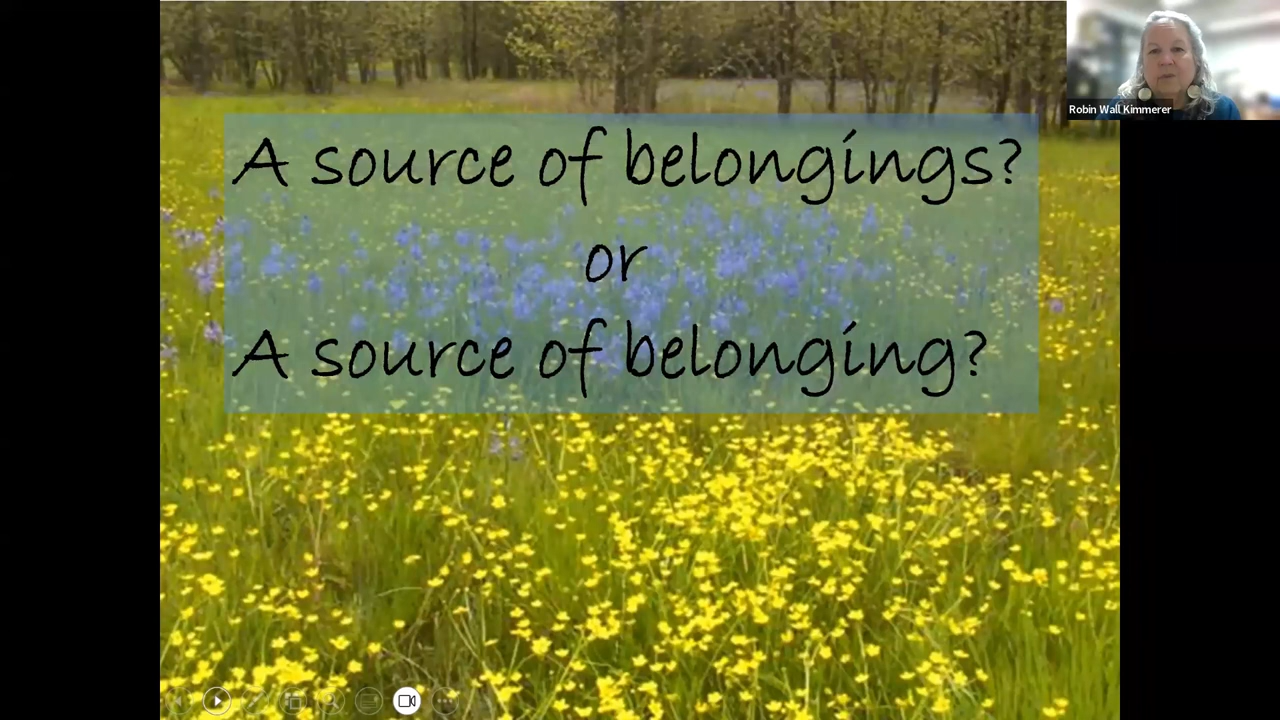 A source of belongings?
or
A source of belonging?
Robin Wall Kimmerer